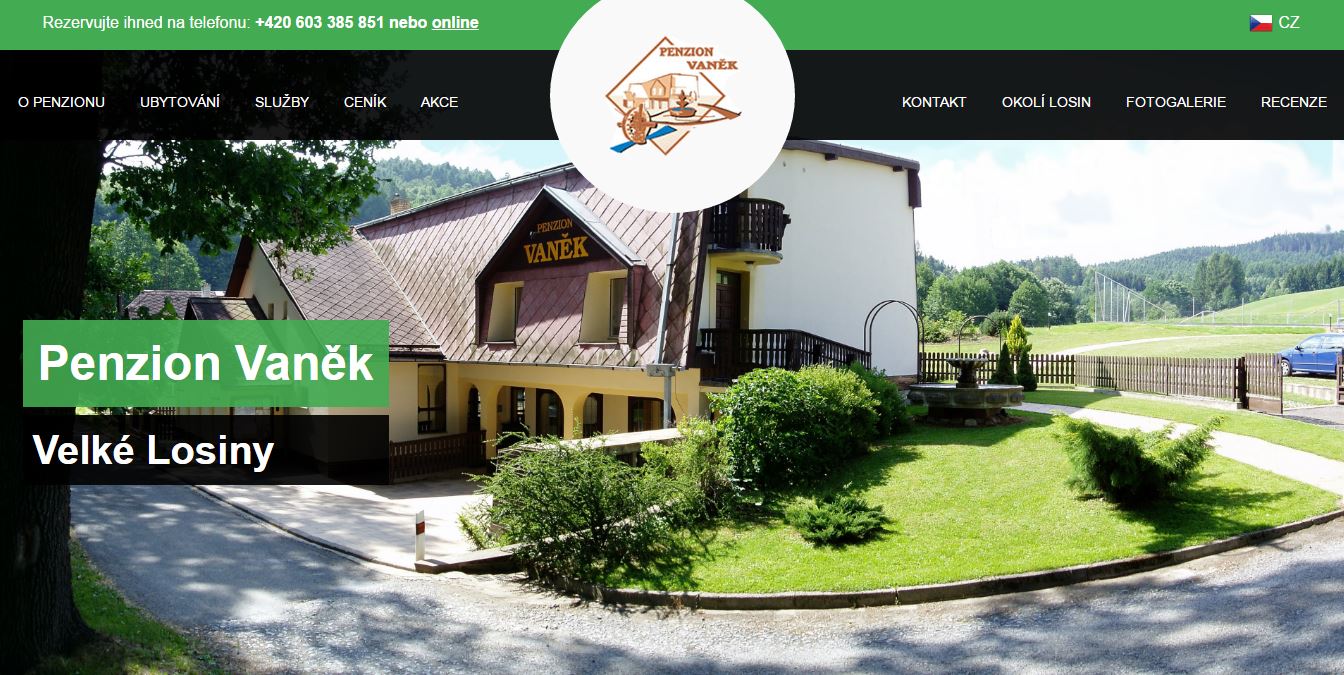 Rezervujte ihned na telefonu: +420 603 385 851 nebo online
CZ
O PENZIONU UBYTOVÁNÍ SLUŽBY CENÍK AKCE
PENZION
VANĚK
KONTAKT OKOLÍ LOSIN FOTOGALERIE RECENZE
PENZION
VANĚK
Penzion Vaněk
Velké Losiny